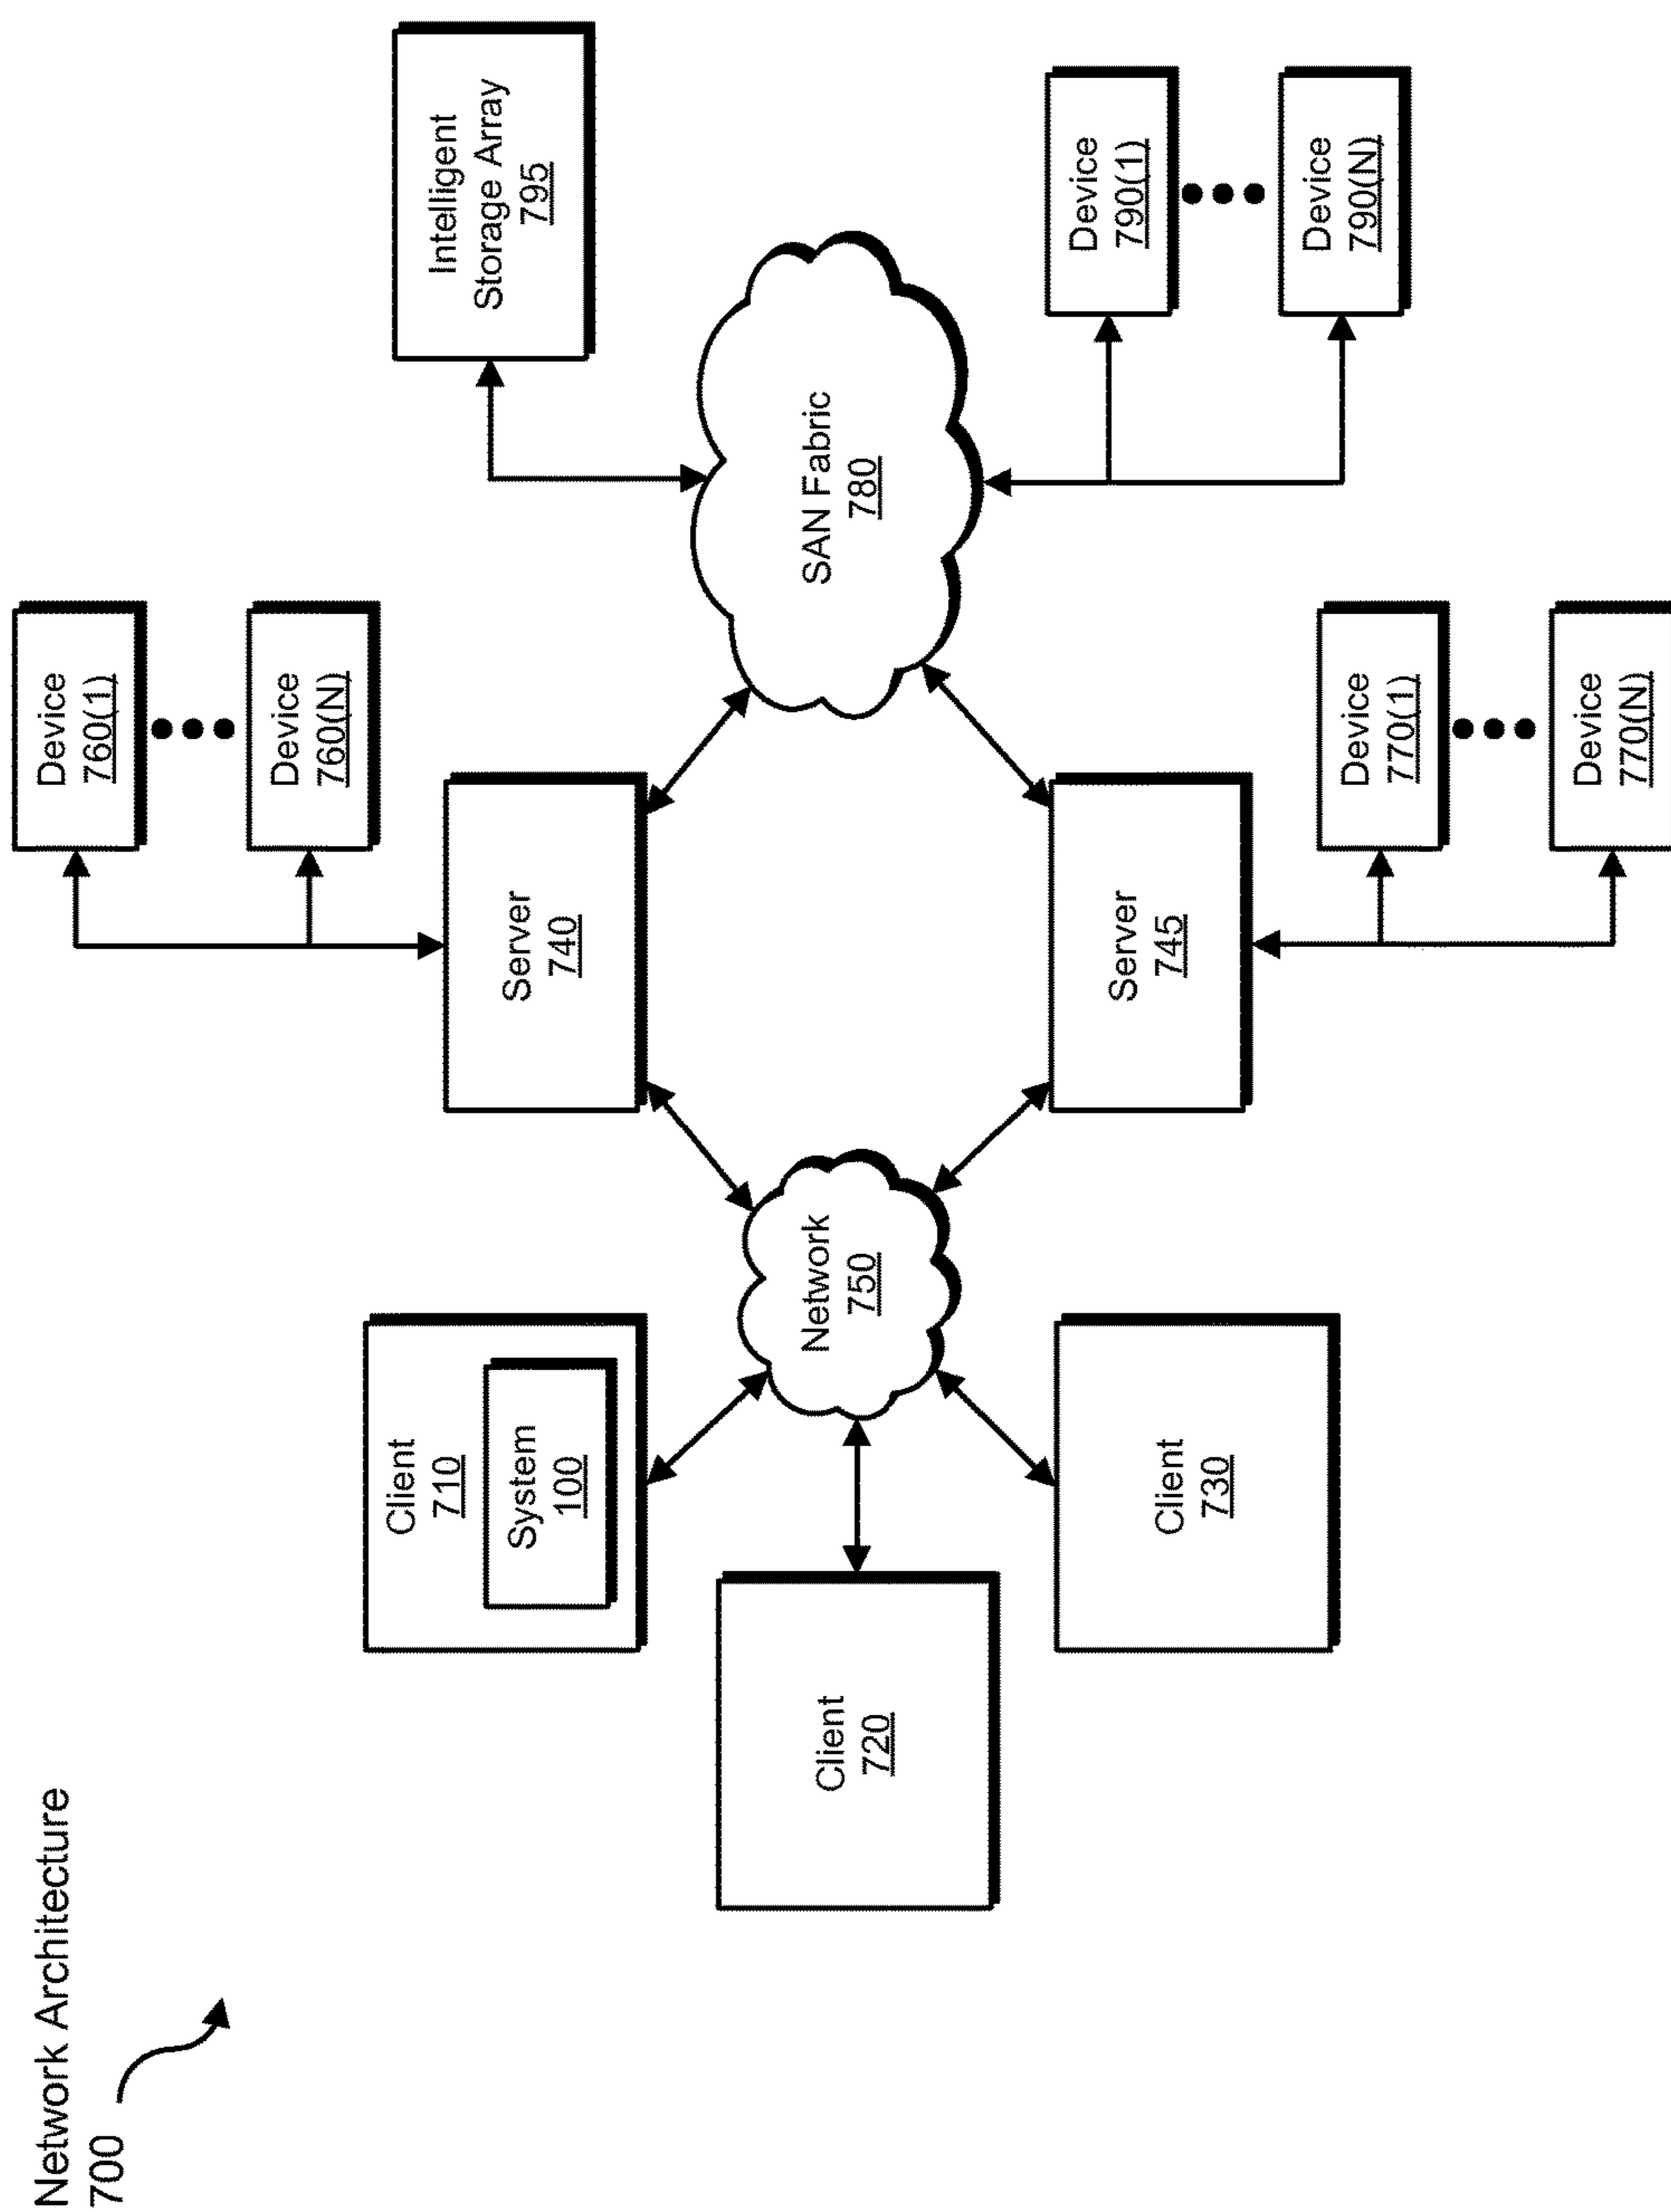 Network Architecture
700
Client
710
System
100
Client
720
Client
730
Network
750
Device
760(1)
Device
760(N)
Server
740
Server
745
Device
770(1)
Device
770(N)
SAN Fabric
780
Intelligent
Storage Array
795
Device
790(1)
Device
790(N)